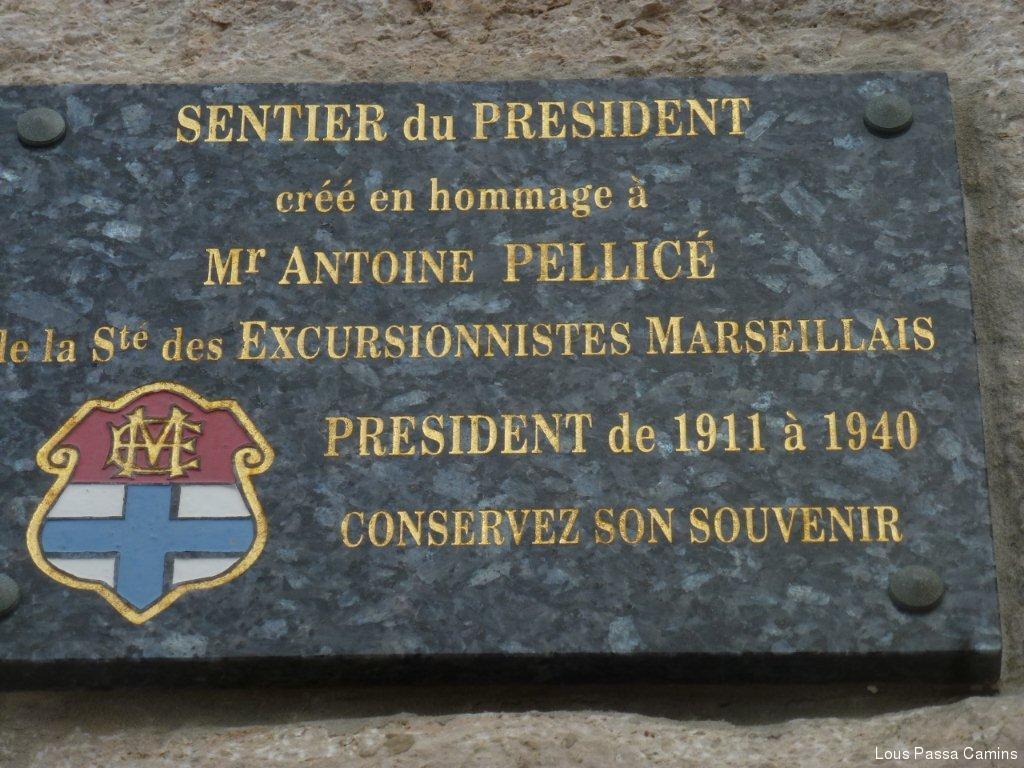 SENTIER du PRESIDENT
créé en hommage à
Mr ANTOINE PELLICÉ
de la Sté des EXCURSIONNISTES MARSEILLAIS
PRESIDENT de 1911 à 1940
CONSERVEZ SON SOUVENIR
Lous Passa Camins